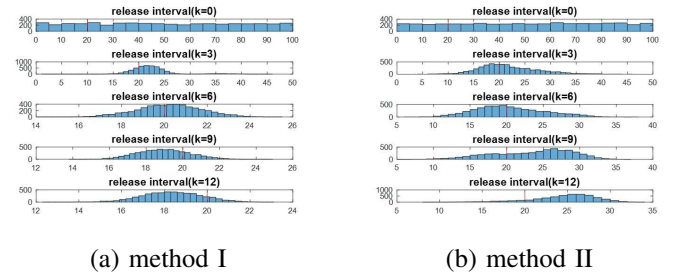 release interval(k=0)
400
200
0
0 10 20 30 40 50 60 70 80 90 100
release interval(k=3)
1000
500
0
0 5 10 15 20 25 25 30 35 40 45 50
release interval(k=6)
400
200
0
14 16 18 20 22 24 26
release interval(k=9)
500
0
12 14 16 18 20 22 24 26
release interval(k=12)
500
0
12 14 16 18 20 22 24
(a) method I
release interval(k=0)
400
200
0
0 10 20 30 40 50 60 70 80 90 100
release interval(k=3)
500
0
0 5 10 15 20 25 30 35 40 45 50
release interval(k=6)
500
0
5 10 15 20 25 30 35 40
release interval(k=9)
500
0
5 10 15 20 25 30 35 40
release interval(k=12)
1000
500
0
5 10 15 20 25 30 35
(b) method II